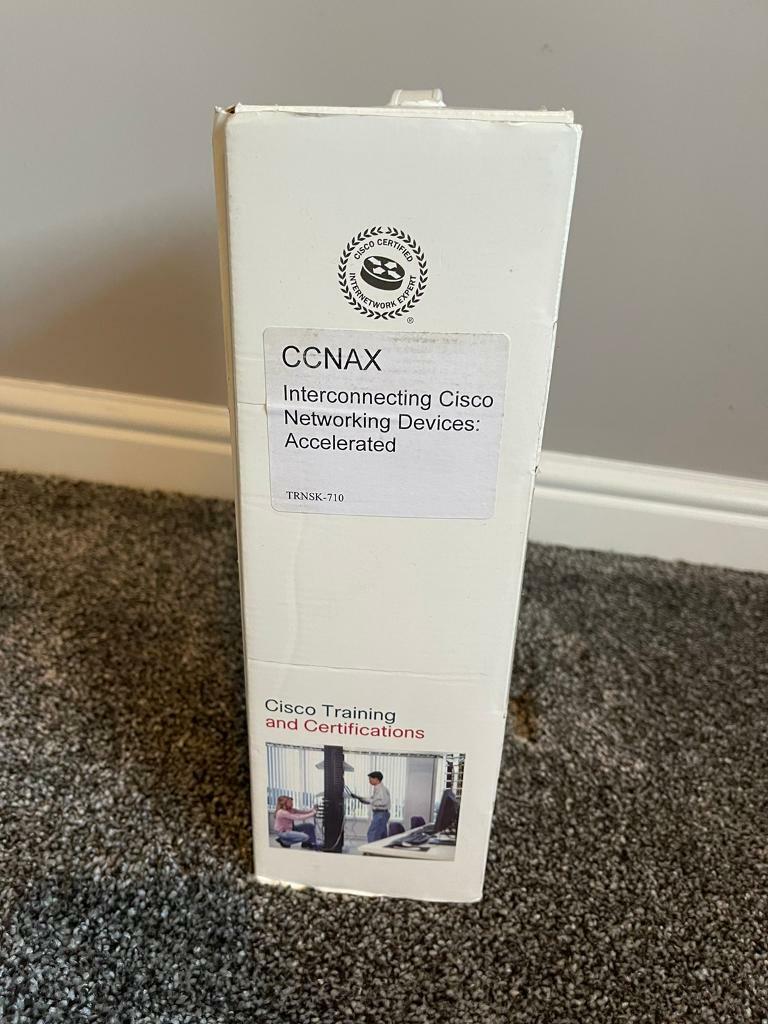 CISCO CERTIFIED
INTERNETWORK EXPERT
®
CCNAX
Interconnecting Cisco
Networking Devices:
Accelerated
TRNSK-710
Cisco Training
and Certifications